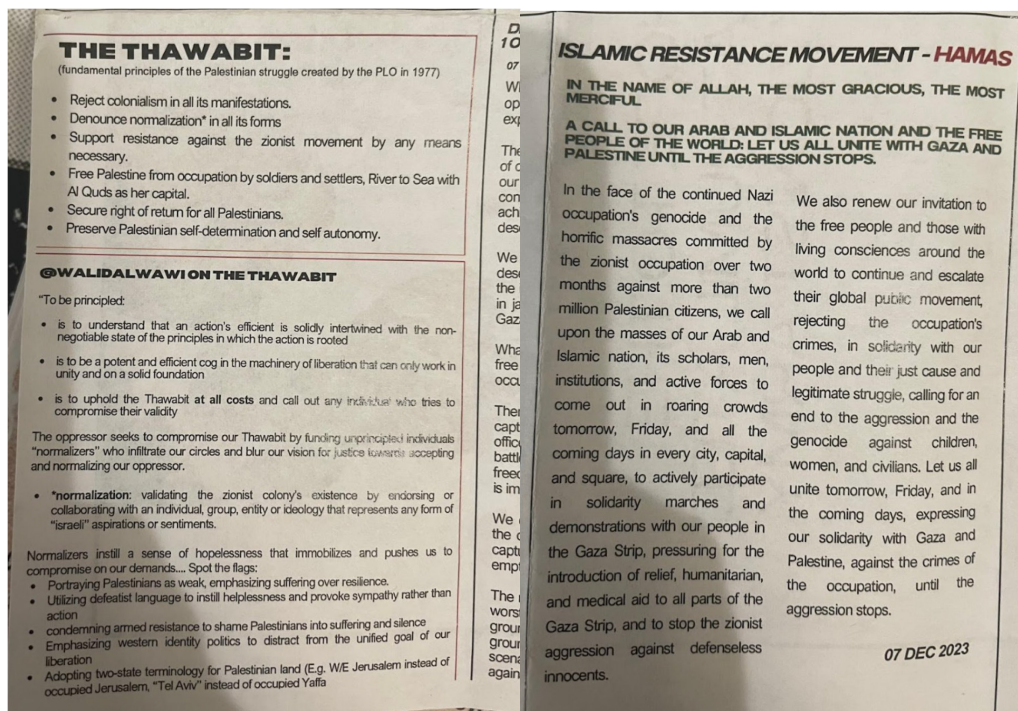 THE THAWABIT:
(fundamental principles of the Palestinian struggle created by the PLO in 1977)
• Reject colonialism in all its manifestations.
• Denounce normalization* in all its forms
• Support resistance against the zionist movement by any means
necessary.
• Free Palestine from occupation by soldiers and settlers, River to Sea with
Al Quds as her capital.
• Secure right of return for all Palestinians.
• Preserve Palestinian self-determination and self autonomy.
@WALIDALWAWI ON THE THAWABIT
"To be principled:
• is to understand that an action's efficient is solidly intertwined with the non-
negotiable state of the principles in which the action is rooted
• is to be a potent and efficient cog in the machinery of liberation that can only work in
unity and on a solid foundation
• is to uphold the Thawabit at all costs and call out any individual who tries to
compromise their validity
The oppressor seeks to compromise our Thawabit by funding unprincipled individuals
"normalizers" who infiltrate our circles and blur our vision for justice towards accepting
and normalizing our oppressor.
• *normalization: validating the zionist colony's existence by endorsing or
collaborating with an individual, group, entity or ideology that represents any form of
"israeli" aspirations or sentiments.
Normalizers instill a sense of hopelessness that immobilizes and pushes us to
compromise on our demands.... Spot the flags:
• Portraying Palestinians as weak, emphasizing suffering over resilience.
• Utilizing defeatist language to instill helplessness and provoke sympathy rather than
action
• condemning armed resistance to shame Palestinians into suffering and silence
• Emphasizing western identity politics to distract from the unified goal of our
liberation
• Adopting two-state terminology for Palestinian land (E.g. W/E Jerusalem instead of
occupied Jerusalem, "Tel Aviv" instead of occupied Yaffa
ISLAMIC RESISTANCE MOVEMENT - HAMAS
IN THE NAME OF ALLAH, THE MOST GRACIOUS, THE MOST
MERCIFUL
A CALL TO OUR ARAB AND ISLAMIC NATION AND THE FREE
PEOPLE OF THE WORLD: LET US ALL UNITE WITH GAZA AND
PALESTINE UNTIL THE AGGRESSION STOPS.
In the face of the continued Nazi
occupation's genocide and the
horrific massacres committed by
the zionist occupation over two
months against more than two
million Palestinian citizens, we call
upon the masses of our Arab and
Islamic nation, its scholars, men,
institutions, and active forces to
come out in roaring crowds
tomorrow, Friday, and all the
coming days in every city, capital,
and square, to actively participate
in solidarity marches and
demonstrations with our people in
the Gaza Strip, pressuring for the
introduction of relief, humanitarian,
and medical aid to all parts of the
Gaza Strip, and to stop the zionist
aggression against defenseless
innocents.
We also renew our invitation to
the free people and those with
living consciences around the
world to continue and escalate
their global public movement,
rejecting the occupation's
crimes, in solidarity with our
people and their just cause and
legitimate struggle, calling for an
end to the aggression and the
genocide against children,
women, and civilians. Let us all
unite tomorrow, Friday, and in
the coming days, expressing
our solidarity with Gaza and
Palestine, against the crimes of
the occupation, until the
aggression stops.
07 DEC 2023